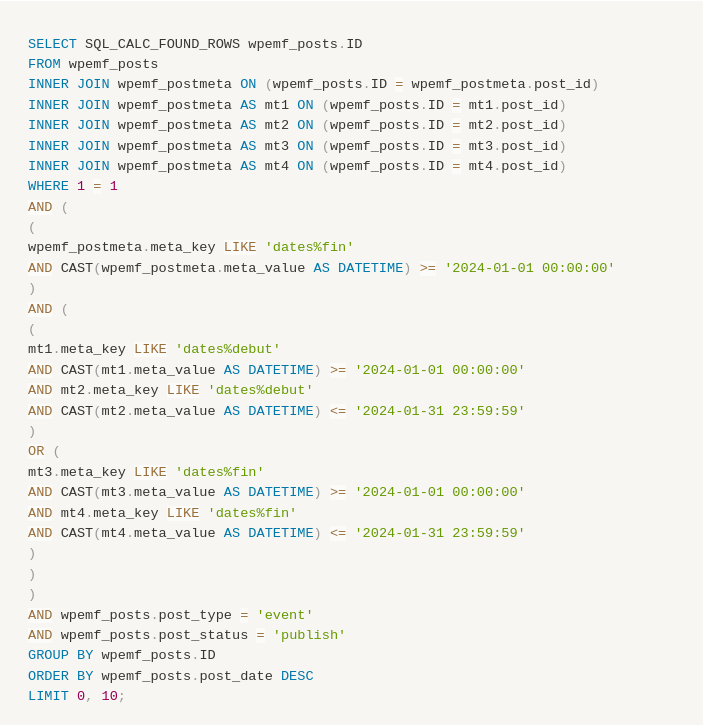 SELECT SQL_CALC_FOUND_ROWS wpemf_posts.ID
FROM wpemf_posts
INNER JOIN wpemf_postmeta ON (wpemf_posts.ID = wpemf_postmeta.post_id)
INNER JOIN wpemf_postmeta AS mt1 ON (wpemf_posts.ID = mt1.post_id)
INNER JOIN wpemf_postmeta AS mt2 ON (wpemf_posts.ID = mt2.post_id)
INNER JOIN wpemf_postmeta AS mt3 ON (wpemf_posts.ID = mt3.post_id)
INNER JOIN wpemf_postmeta AS mt4 ON (wpemf_posts.ID = mt4.post_id)
WHERE 1 = 1
AND (
(
wpemf_postmeta.meta_key LIKE 'dates%fin'
AND CAST(wpemf_postmeta.meta_value AS DATETIME) >= '2024-01-01 00:00:00'
)
AND (
(
mt1.meta_key LIKE 'dates%debut'
AND CAST(mt1.meta_value AS DATETIME) >= '2024-01-01 00:00:00'
AND mt2.meta_key LIKE 'dates%debut'
AND CAST(mt2.meta_value AS DATETIME) <= '2024-01-31 23:59:59'
)
OR (
mt3.meta_key LIKE 'dates%fin'
AND CAST(mt3.meta_value AS DATETIME) >= '2024-01-01 00:00:00'
AND mt4.meta_key LIKE 'dates%fin'
AND CAST(mt4.meta_value AS DATETIME) <= '2024-01-31 23:59:59'
)
)
)
AND wpemf_posts.post_type = 'event'
AND wpemf_posts.post_status = 'publish'
GROUP BY wpemf_posts.ID
ORDER BY wpemf_posts.post_date DESC
LIMIT 0, 10;